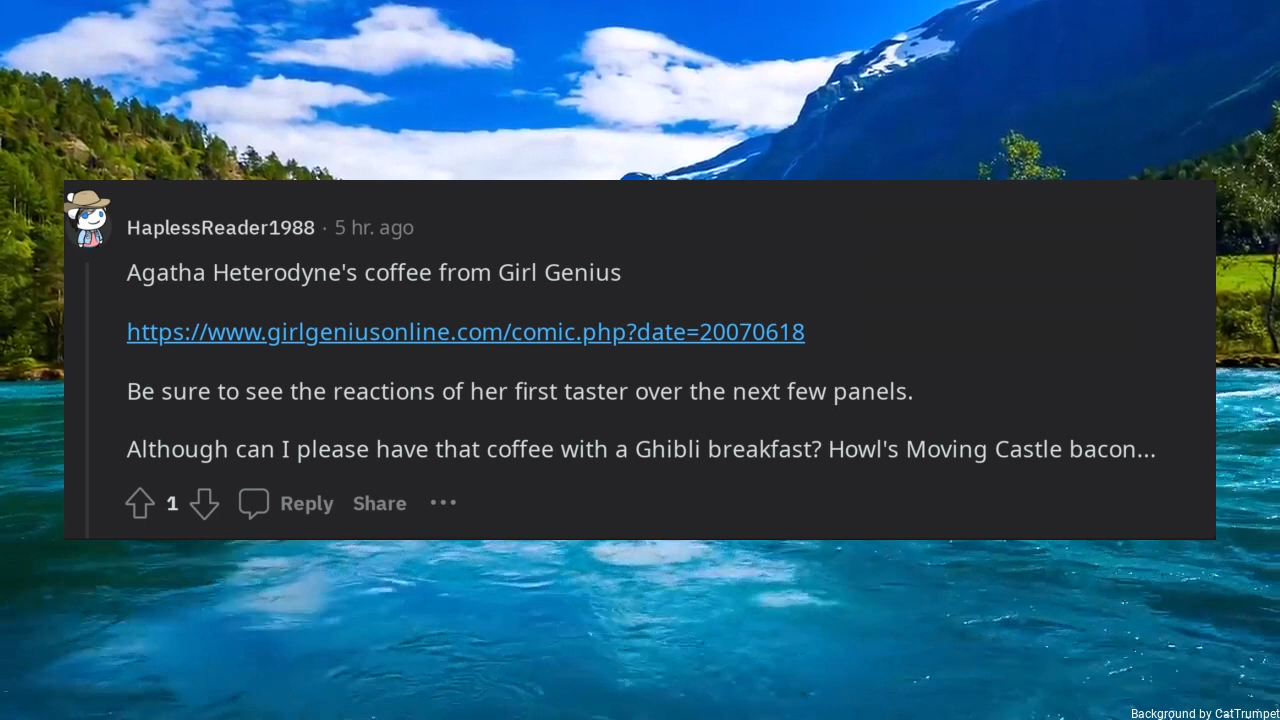 HaplessReader1988 · 5 hr. ago
Agatha Heterodyne's coffee from Girl Genius
https://www.girlgeniusonline.com/comic.php?date=20070618
Be sure to see the reactions of her first taster over the next few panels.
Although can I please have that coffee with a Ghibli breakfast? Howl's Moving Castle bacon...
1 Reply Share ···
Background by CatTrumpet